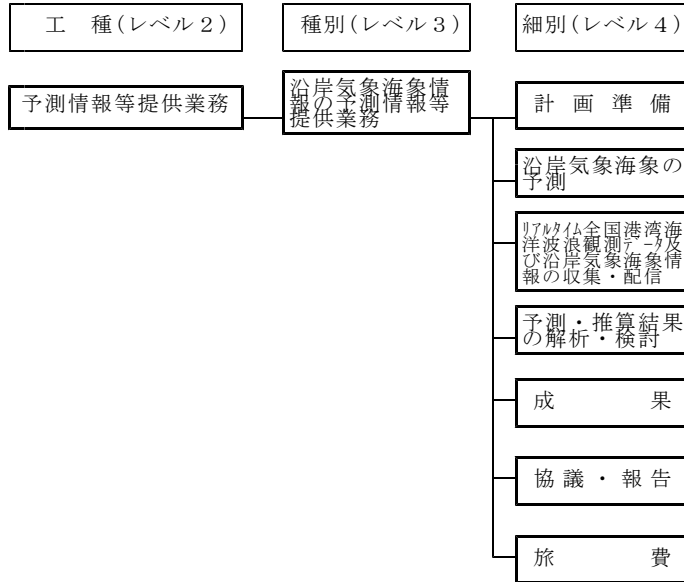 工　種(レベル２)
種別(レベル３)
細別(レベル４)
予測情報等提供業務
沿岸気象海象情
報の予測情報等
提供業務
計　画　準　備
沿岸気象海象の
予測
ﾘｱﾙﾀｲﾑ全国港湾海
洋波浪観測ﾃﾞｰﾀ及
び沿岸気象海象情
報の収集・配信
予測・推算結果
の解析・検討
成　　　　果
協議・報告
旅　　　　費